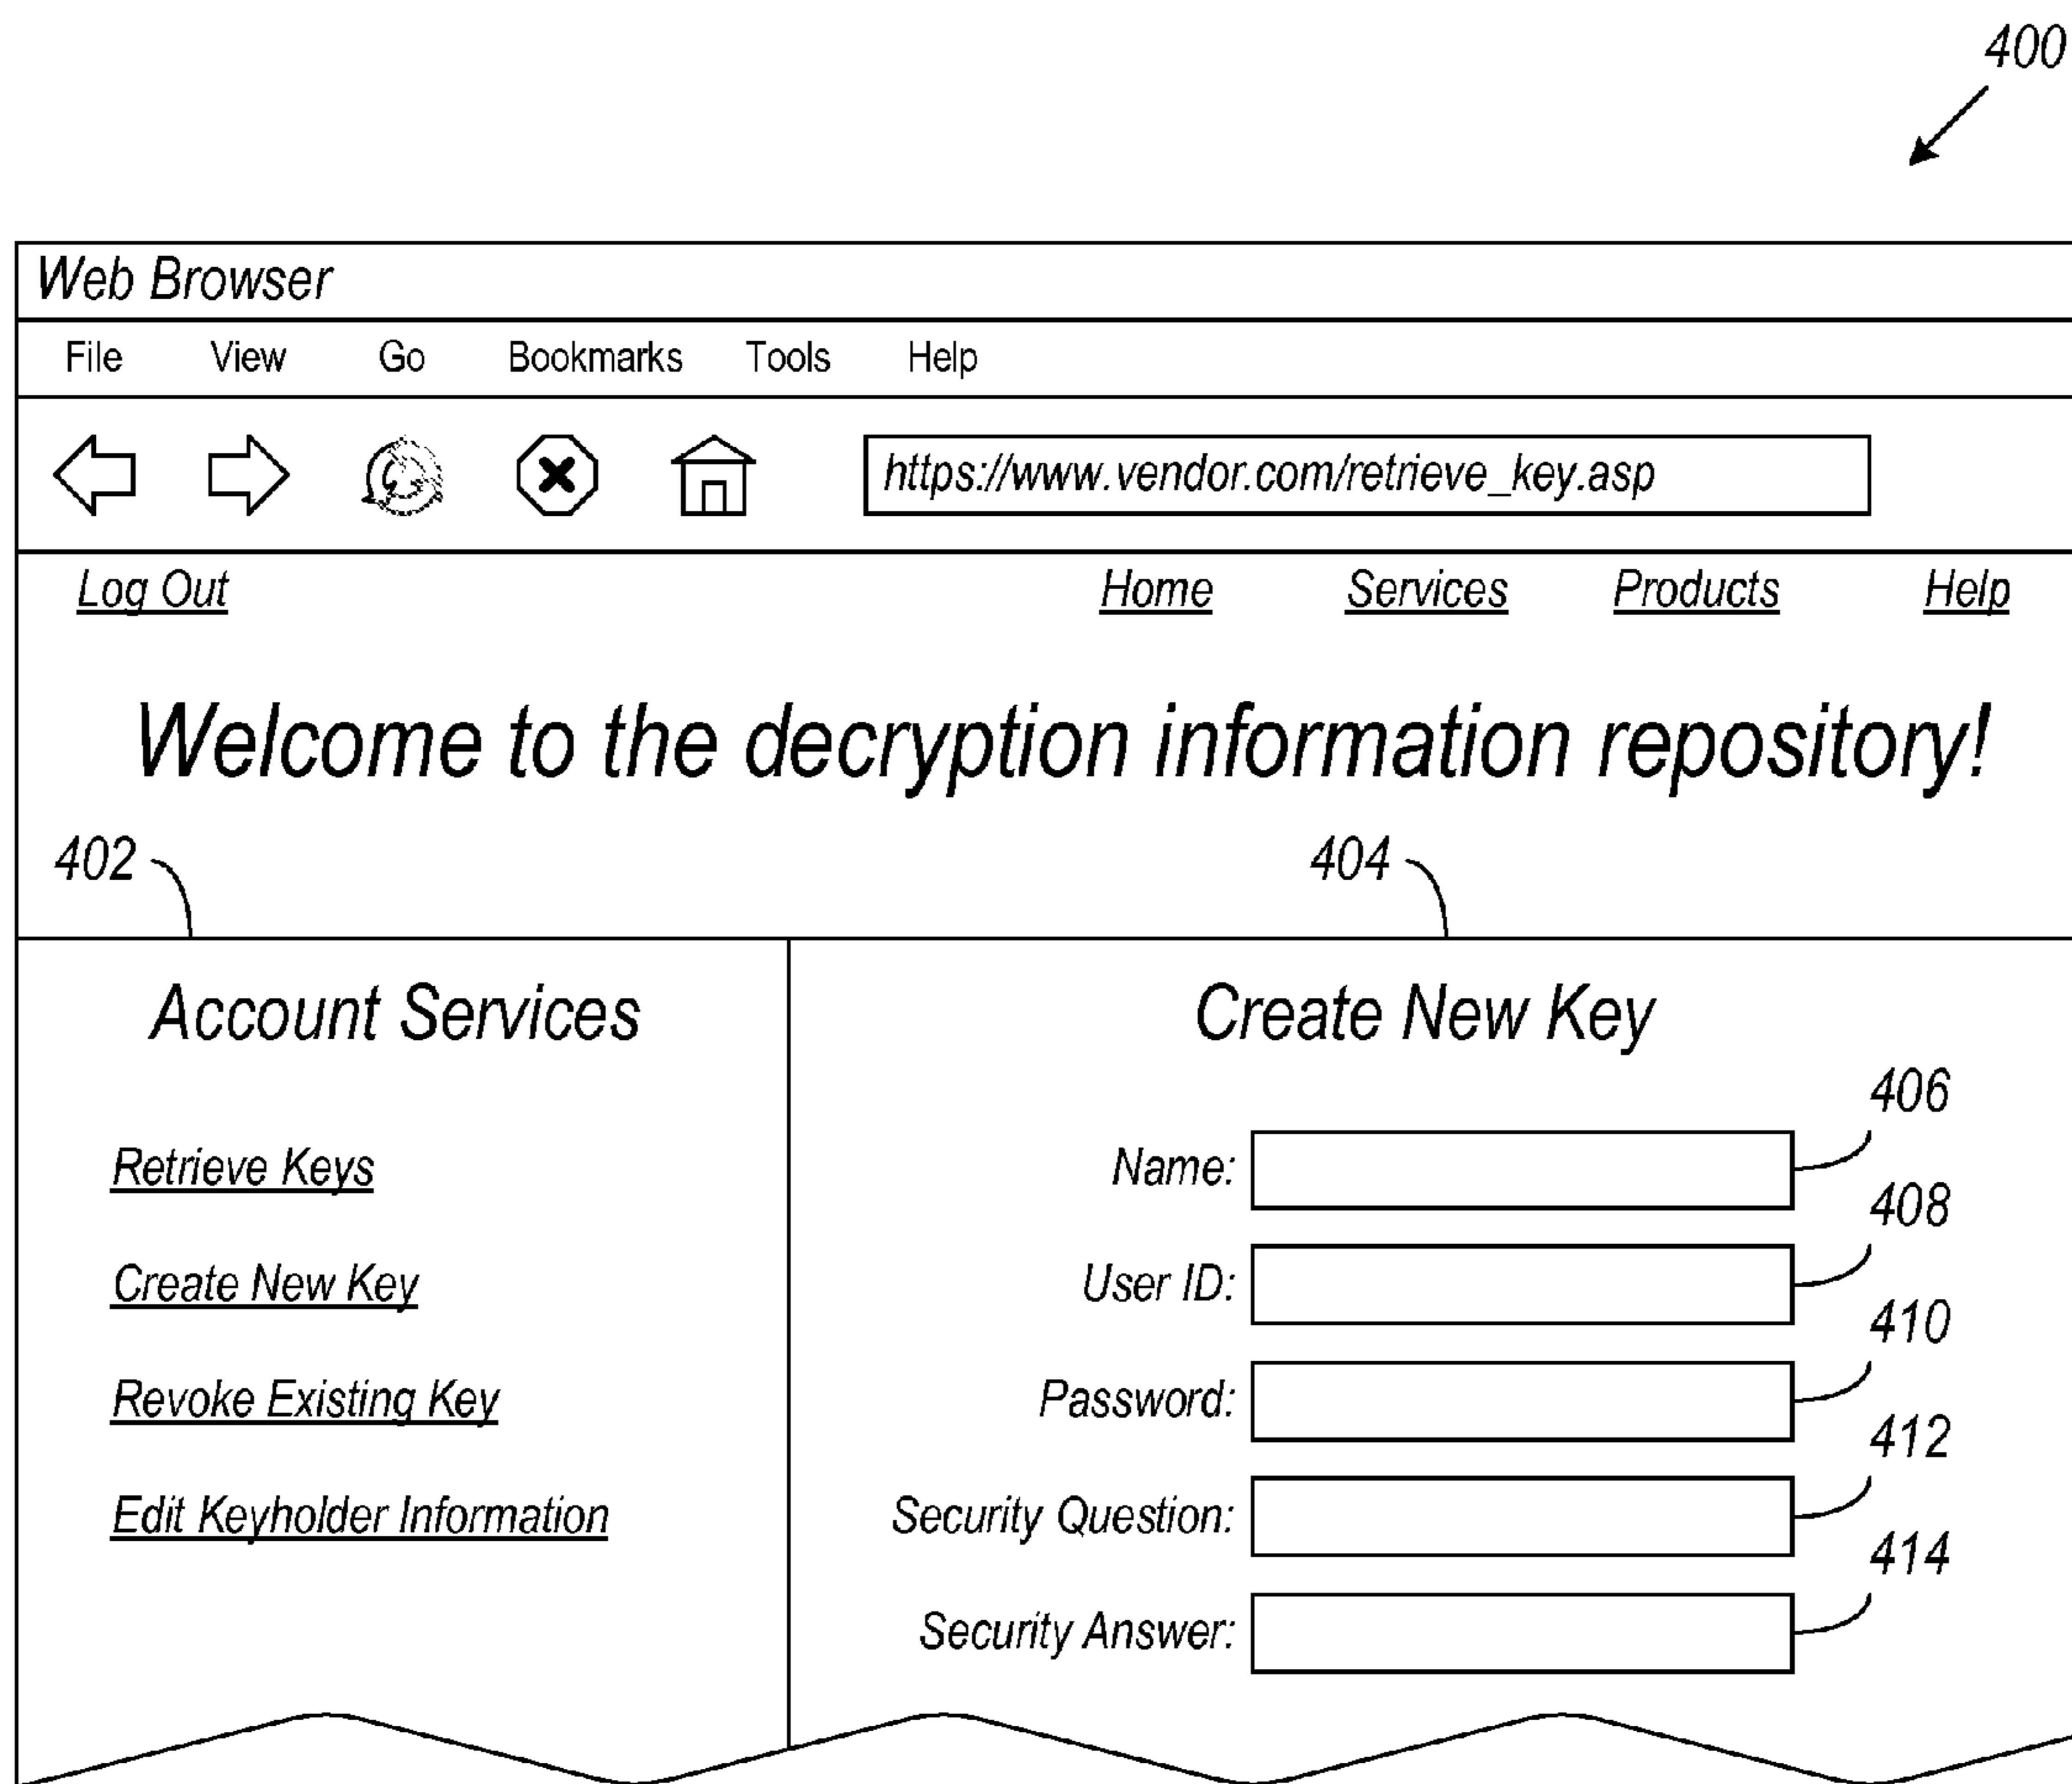 400
Web Browser
File View Go Bookmarks Tools Help
https://www.vendor.com/retrieve_key.asp
Log Out Home Services Products Help
Welcome to the decryption information repository!
402 404
Account Services
Retrieve Keys
Create New Key
Revoke Existing Key
Edit Keyholder Information
Create New Key
Name: 406
User ID: 408
Password: 410
Security Question: 412
Security Answer: 414